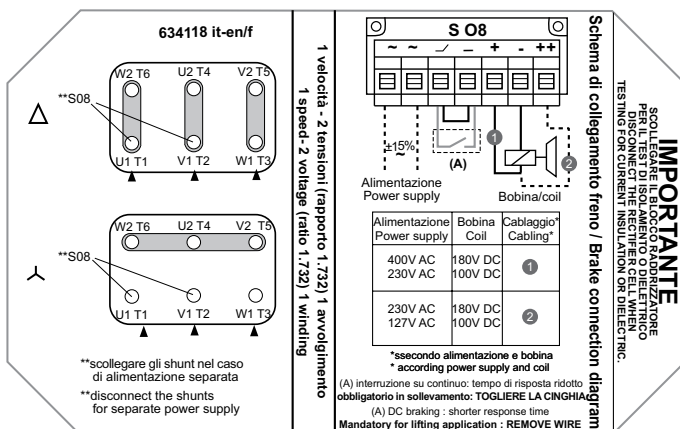 634118 it-en/f
W2 T6 U2 T4 V2 T5
**S08
U1 T1 V1 T2 W1 T3
W2 T6 U2 T4 V2 T5
**S08
U1 T1 V1 T2 W1 T3
**scollegare gli shunt nel caso
di alimentazione separata
**disconnect the shunts
for separate power supply
1 velocità - 2 tensioni (rapporto 1.732) 1 avvolgimento
1 speed- 2 voltage (ratio 1.732) 1 winding
S O8
~ ~ + - ++
±15%
~
(A)
1
2
Alimentazione
Power supply
Bobina/coil
Alimentazione Bobina Cablaggio*
Power supply Coil Cabling*
400V AC 180V DC
230V AC 100V DC
1
230V AC 180V DC
127V AC 100V DC
2
*ssecondo alimentazione e bobina
* according power supply and coil
(A) interruzione su continuo: tempo di risposta ridotto
obbligatorio in sollevamento: TOGLIERE LA CINGHIA
(A) DC braking : shorter response time
Mandatory for lifting application : REMOVE WIRE
Schema di collegamento freno / Brake connection diagram
IMPORTANTE
SCOLLEGARE IL BLOCCO RADDRIZZATORE
PER IL TEST DI ISOLAMENTO O DIELETTRICO
DISCONNECT THE RECTIFIER CELL WHEN
TESTING FOR CURRENT INSULATION OR DIELECTRIC.